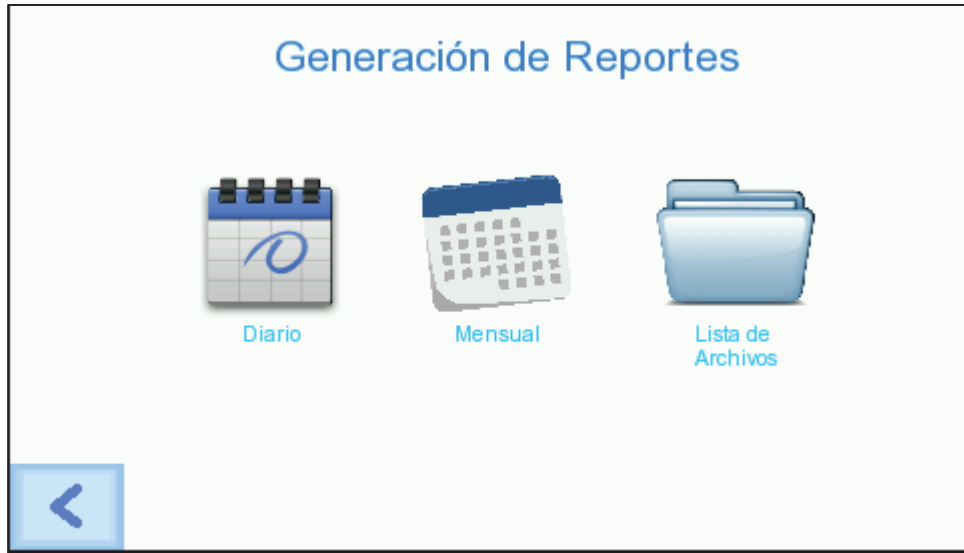 Generación de Reportes
Diario
Mensual
Lista de
Archivos